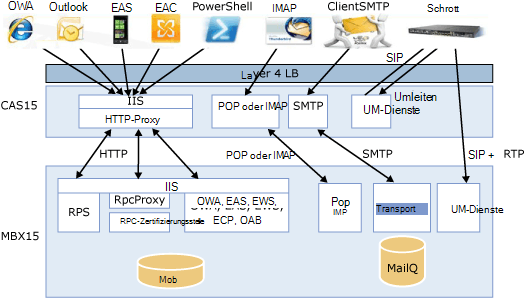 OWA Outlook EAS EAC PowerShell IMAP ClientSMTP Schrott
SIP
Layer 4 LB
CAS15
IIS
HTTP-Proxy
POP oder IMAP
SMTP
Umleiten
UM-Dienste
HTTP
POP oder IMAP
SMTP
SIP + RTP
MBX15
IIS
RPS
RpcProxy
RPC-Zertifizierungsstelle
OWA, EAS, EWS,
ECP, OAB
Pop
IMP
Transport
UM-Dienste
Mob
MailQ